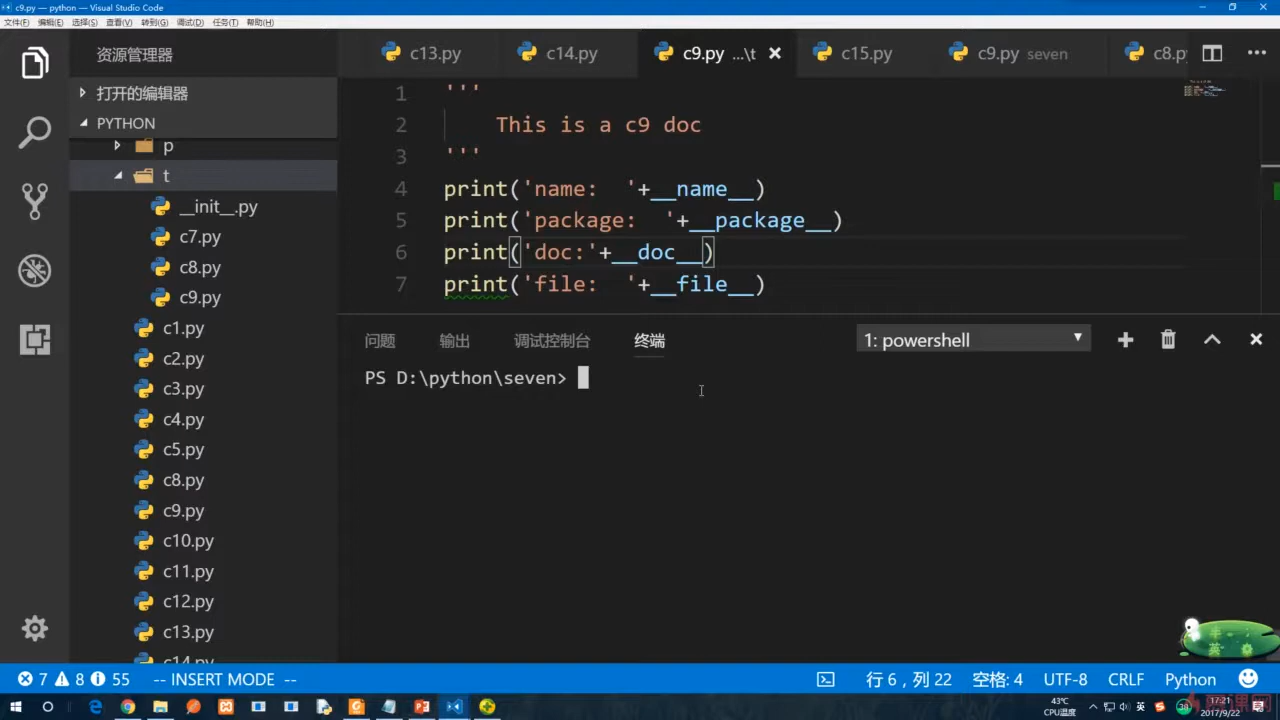 c9.py — python — Visual Studio Code
文件(F) 编辑(E) 选择(S) 查看(V) 转到(G) 调试(D) 任务(T) 帮助(H)
资源管理器
c13.py
c14.py
c9.py ...\t
c15.py
c9.py seven
c8.p
打开的编辑器
PYTHON
p
t
__init__.py
c7.py
c8.py
c9.py
c1.py
c2.py
c3.py
c4.py
c5.py
c8.py
c9.py
c10.py
c11.py
c12.py
c13.py
c14.py
1 '''
2 This is a c9 doc
3 '''
4 print('name:  '+__name__)
5 print('package:  '+__package__)
6 print('doc:'+__doc__)
7 print('file:  '+__file__)
问题 输出 调试控制台 终端
1: powershell
PS D:\python\seven>
7 8 55 -- INSERT MODE --
行 6，列 22 空格: 4 UTF-8 CRLF Python
43℃
CPU温度
英
17:21
2017/9/22